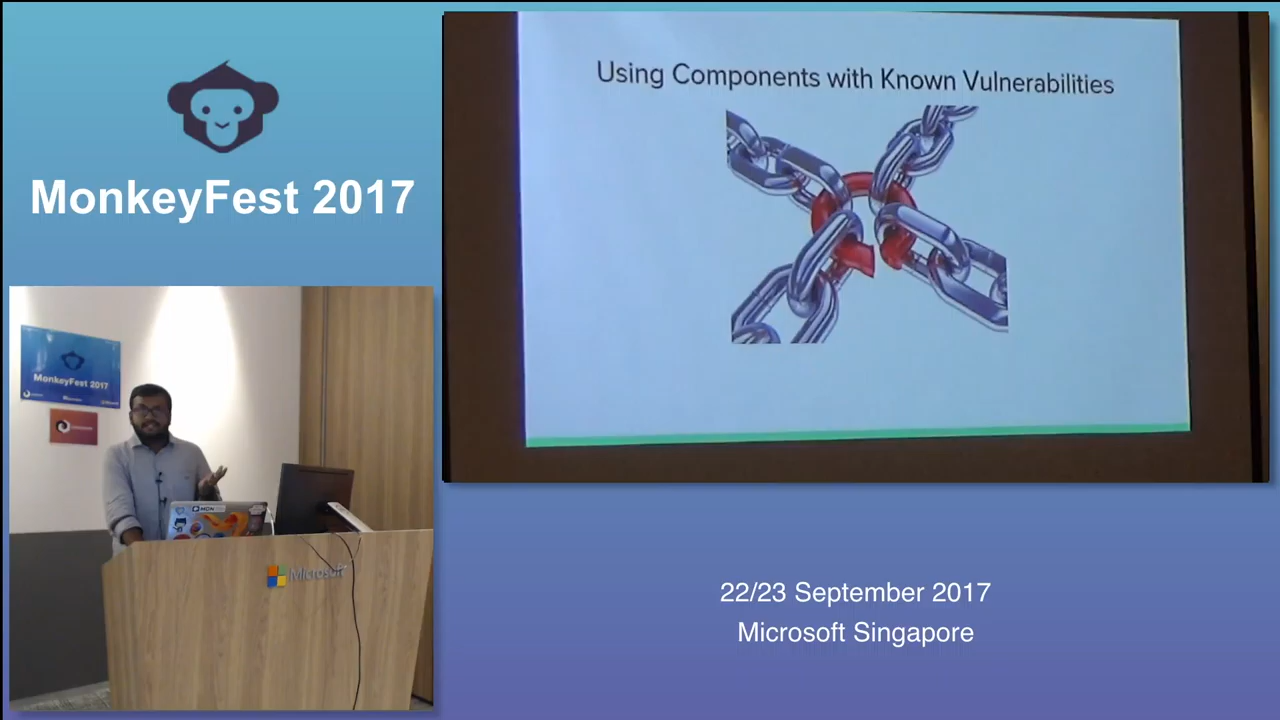 MonkeyFest 2017
Using Components with Known Vulnerabilities
MonkeyFest 2017
Microsoft
22/23 September 2017
Microsoft Singapore